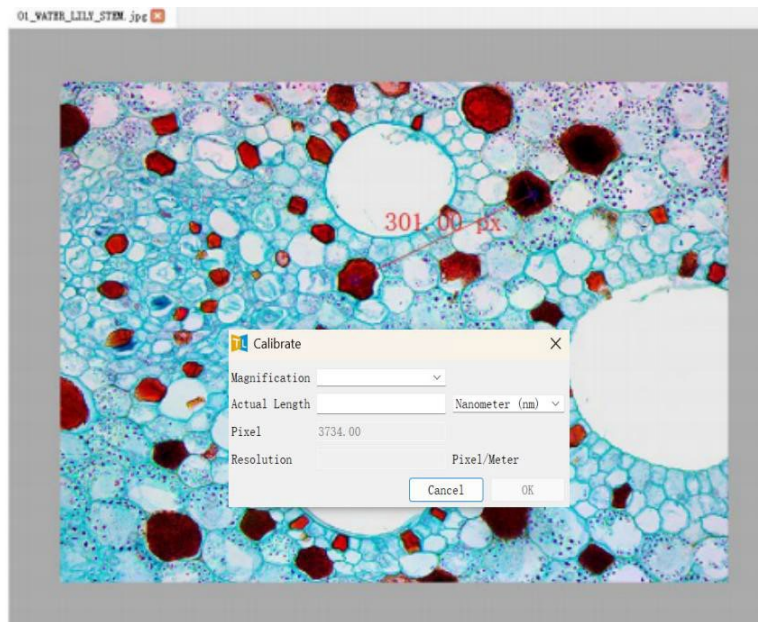 01_WATER_LILY_STEM.jpg
301.00 px
TL Calibrate
Magnification
Actual Length Nanometer (nm)
Pixel 3734.00
Resolution Pixel/Meter
Cancel OK